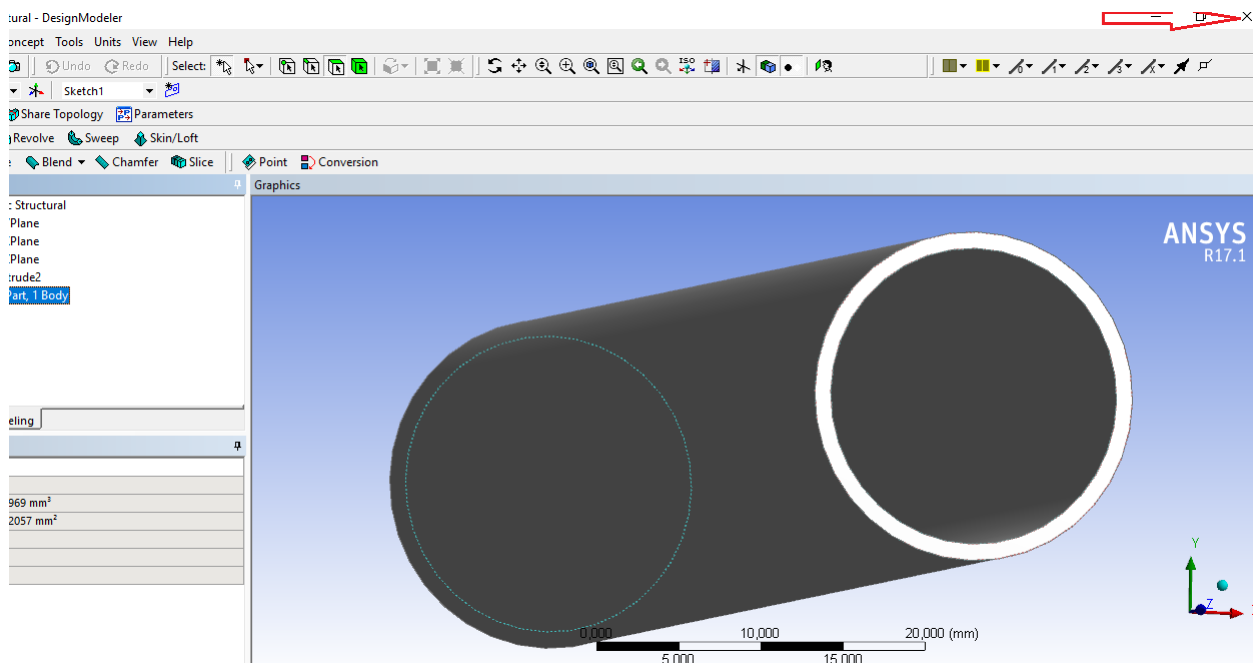 tural - DesignModeler
oncept Tools Units View Help
Undo Redo Select: ISO
Sketch1
Share Topology Parameters
Revolve Sweep Skin/Loft
Blend Chamfer Slice Point Conversion
Graphics
: Structural
Plane
Plane
Plane
trude2
Part, 1 Body
ANSYS
R17.1
eling
969 mm³
2057 mm²
Y
Z
0,000 10,000 20,000 (mm)
5,000 15,000